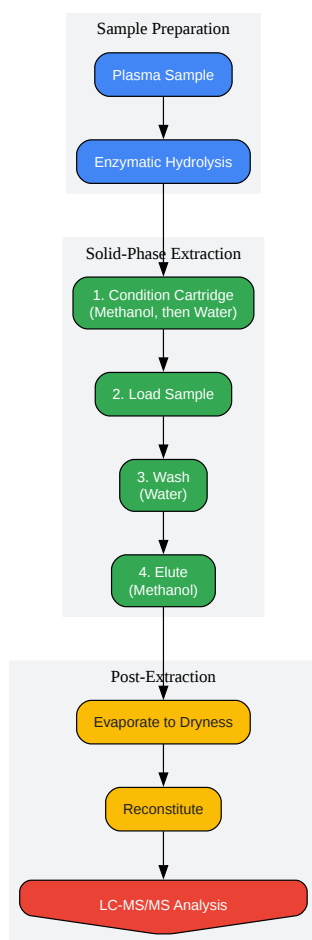 Sample Preparation
Plasma Sample
Enzymatic Hydrolysis
Solid-Phase Extraction
1. Condition Cartridge
(Methanol, then Water)
2. Load Sample
3. Wash
(Water)
4. Elute
(Methanol)
Post-Extraction
Evaporate to Dryness
Reconstitute
LC-MS/MS Analysis